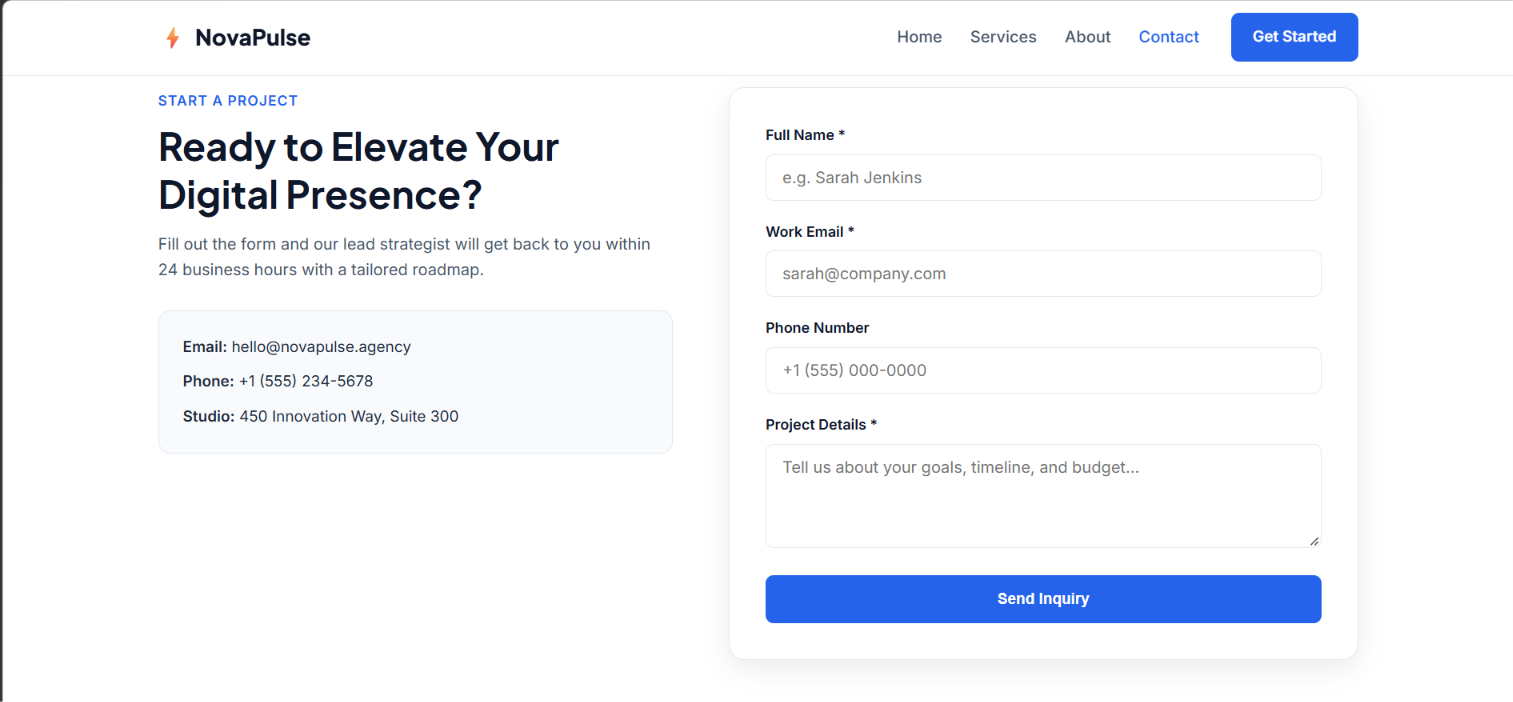 NovaPulse
Home
Services
About
Contact
Get Started
START A PROJECT
Ready to Elevate Your
Digital Presence?
Fill out the form and our lead strategist will get back to you within
24 business hours with a tailored roadmap.
Email: hello@novapulse.agency
Phone: +1 (555) 234-5678
Studio: 450 Innovation Way, Suite 300
Full Name *
e.g. Sarah Jenkins
Work Email *
sarah@company.com
Phone Number
+1 (555) 000-0000
Project Details *
Tell us about your goals, timeline, and budget...
Send Inquiry